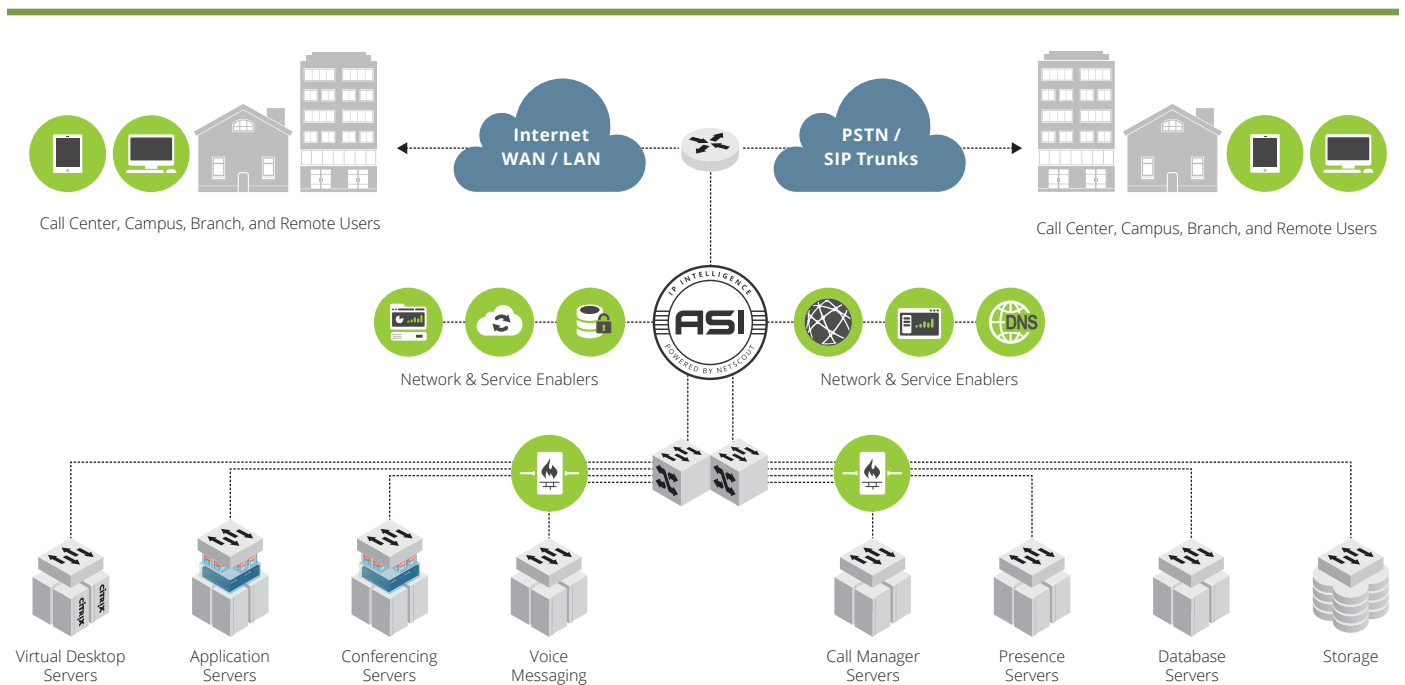 Internet
WAN / LAN
PSTN /
SIP Trunks
Call Center, Campus, Branch, and Remote Users
Call Center, Campus, Branch, and Remote Users
IP INTELLIGENCE
ASI
POWERED BY NETSCOUT
DNS
Network & Service Enablers
Network & Service Enablers
citrix
citrix
Virtual Desktop
Servers
Application
Servers
Conferencing
Servers
Voice
Messaging
Call Manager
Servers
Presence
Servers
Database
Servers
Storage